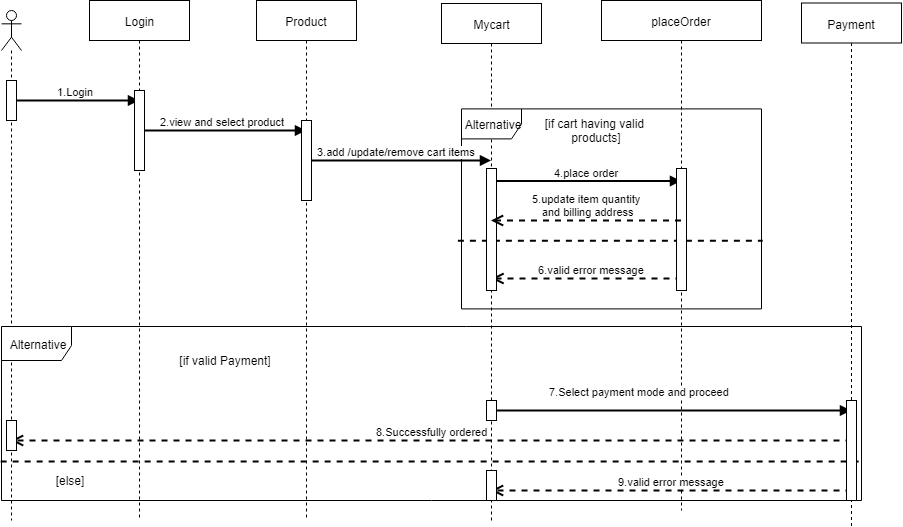 Login
Product
Mycart
placeOrder
Payment
1.Login
2.view and select product
Alternative
[if cart having valid
products]
3.add /update/remove cart items
4.place order
5.update item quantity
and billing address
6.valid error message
Alternative
[if valid Payment]
7.Select payment mode and proceed
8.Successfully ordered
[else]
9.valid error message